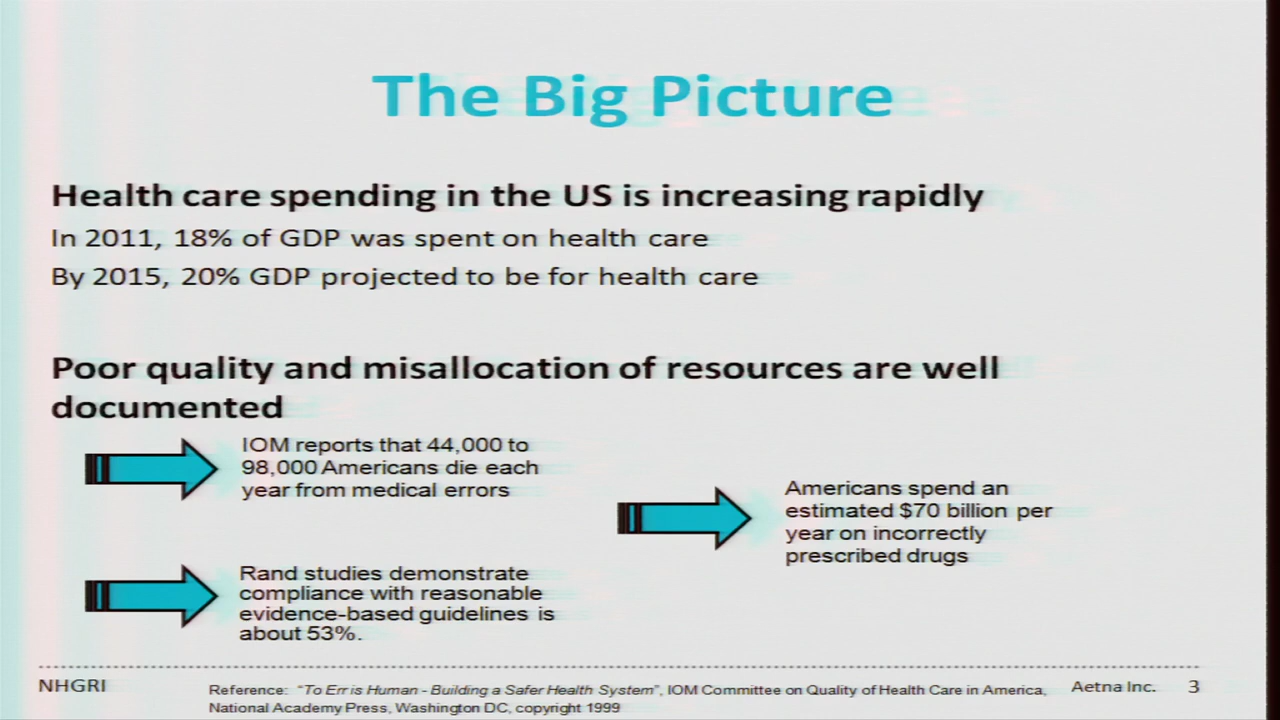 The Big Picture
Health care spending in the US is increasing rapidly
In 2011, 18% of GDP was spent on health care
By 2015, 20% GDP projected to be for health care
Poor quality and misallocation of resources are well
documented
IOM reports that 44,000 to
98,000 Americans die each
year from medical errors
Americans spend an
estimated $70 billion per
year on incorrectly
prescribed drugs
Rand studies demonstrate
compliance with reasonable
evidence-based guidelines is
about 53%.
NHGRI
Reference: "To Err is Human - Building a Safer Health System", IOM Committee on Quality of Health Care in America,
National Academy Press, Washington DC, copyright 1999
Aetna Inc. 3